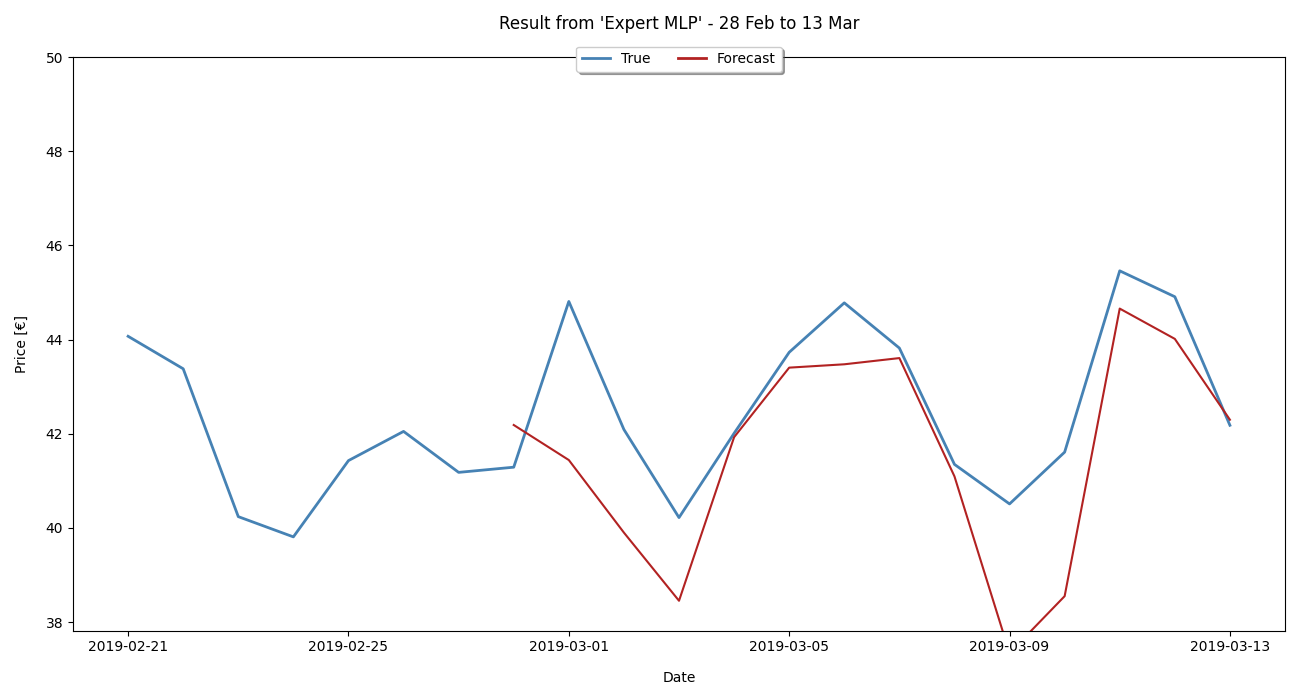 Result from 'Expert MLP' - 28 Feb to 13 Mar
True Forecast
50
48
46
44
42
40
38
Price [€]
2019-02-21 2019-02-25 2019-03-01 2019-03-05 2019-03-09 2019-03-13
Date